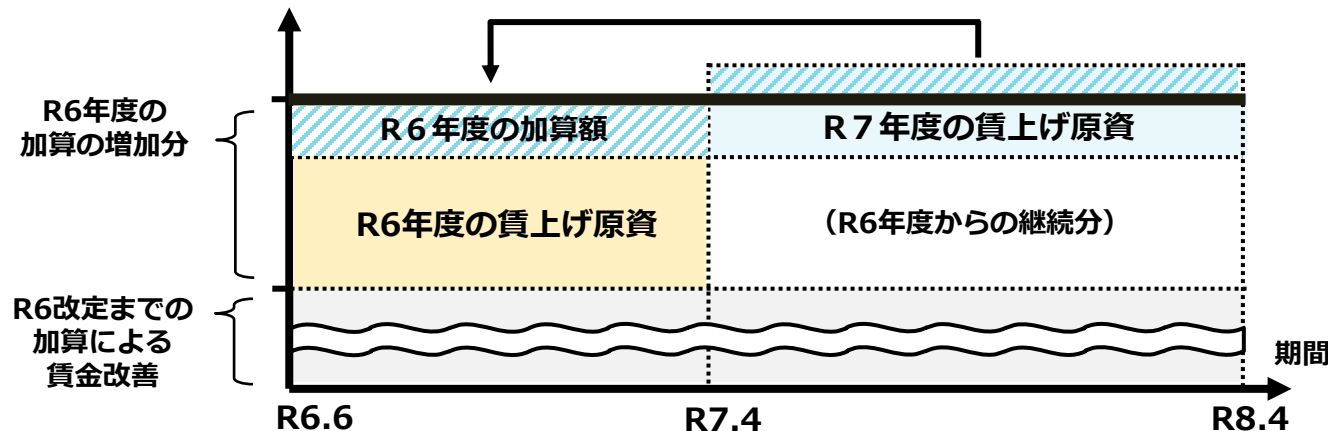 R6年度の
加算の増加分
R６年度の加算額
R７年度の賃上げ原資
R6年度の賃上げ原資
（R6年度からの継続分）
R6改定までの
加算による
賃金改善
期間
R6.6
R7.4
R8.4